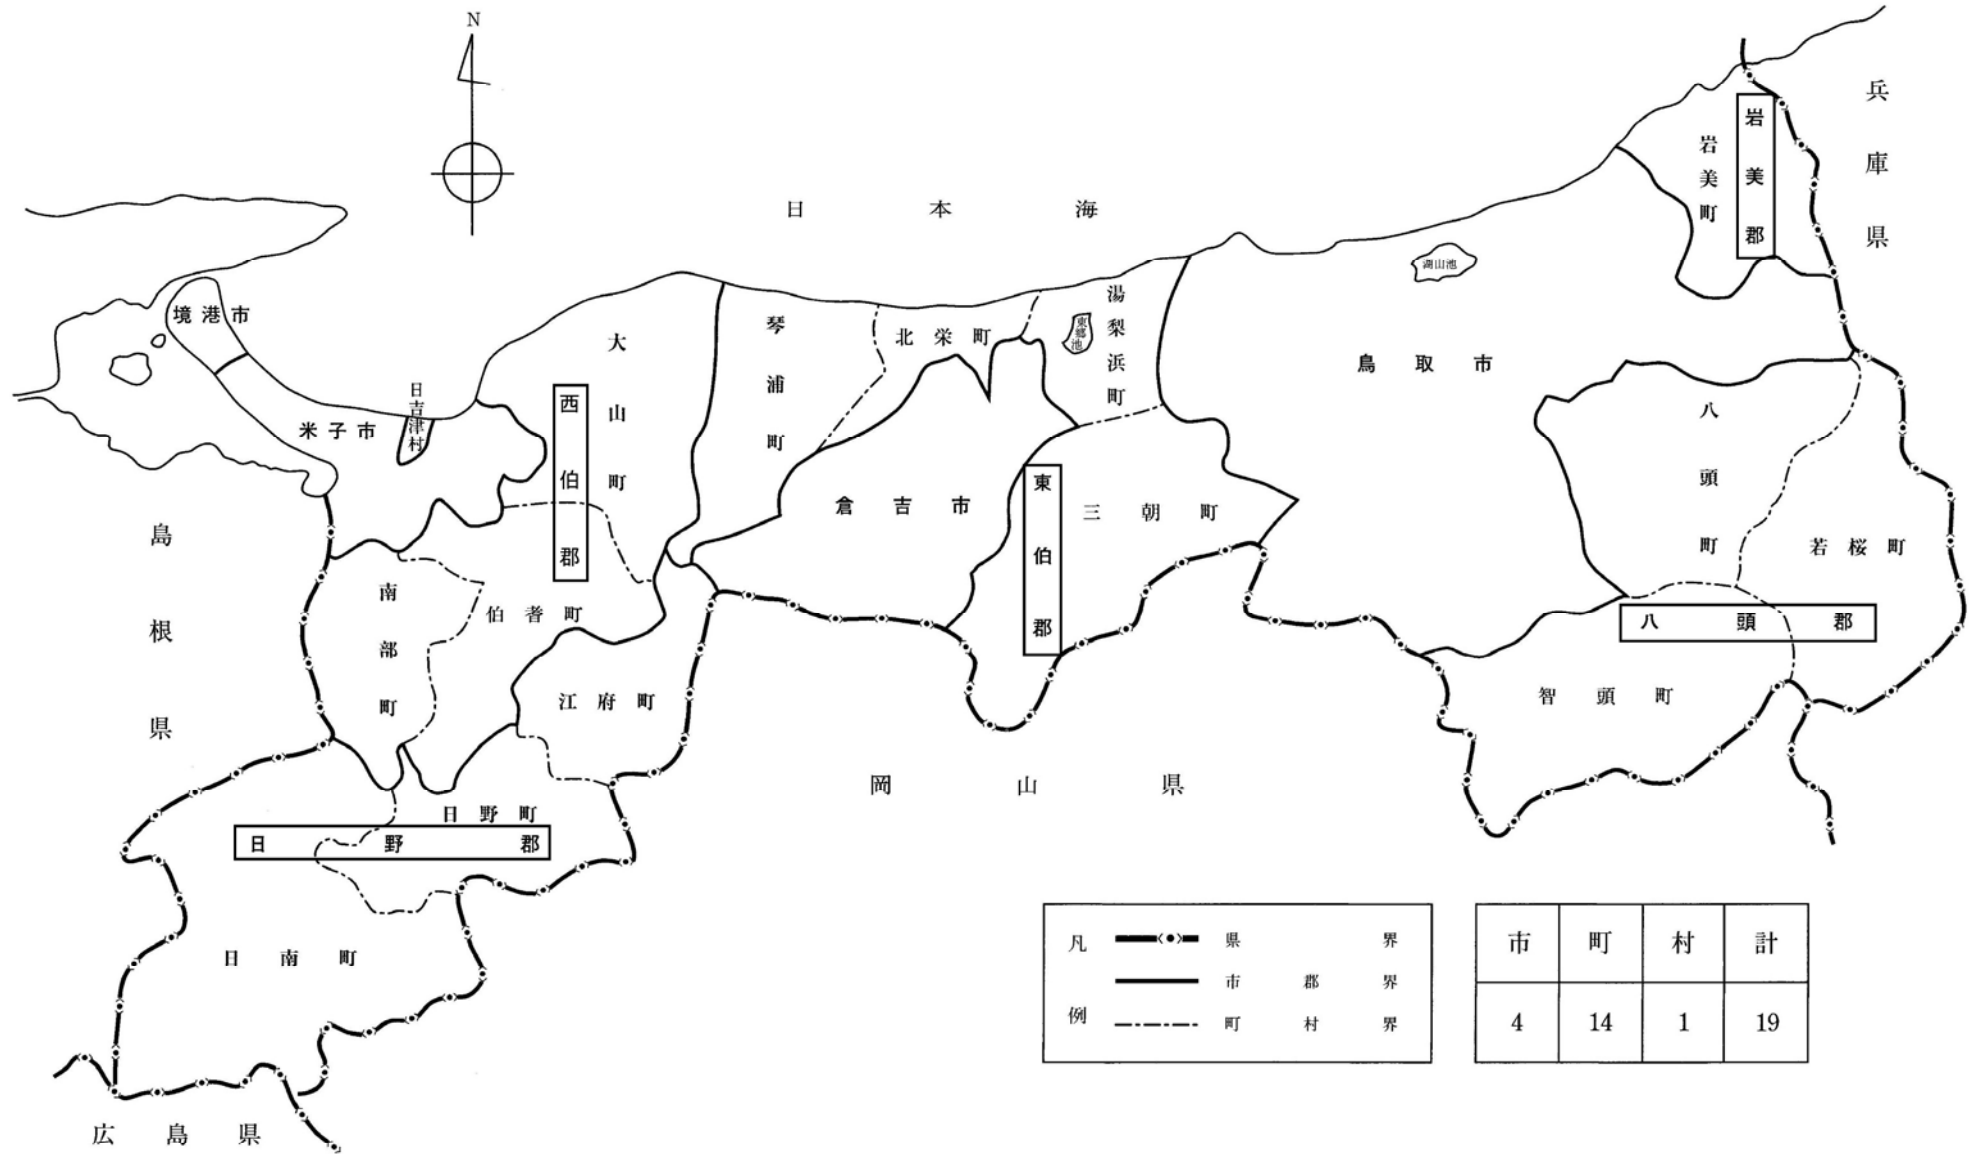 N
日本海
兵庫県
岩美郡
岩美町
湖山池
鳥取市
境港市
米子市
日吉津村
大山町
西伯郡
琴浦町
北栄町
湯梨浜町
東郷池
倉吉市
三朝町
東伯郡
八頭町
若桜町
八頭郡
智頭町
島根県
南部町
伯耆町
江府町
日野町
日野郡
日南町
岡山県
広島県
凡例
県界
市郡界
町村界
市 町 村 計
4 14 1 19